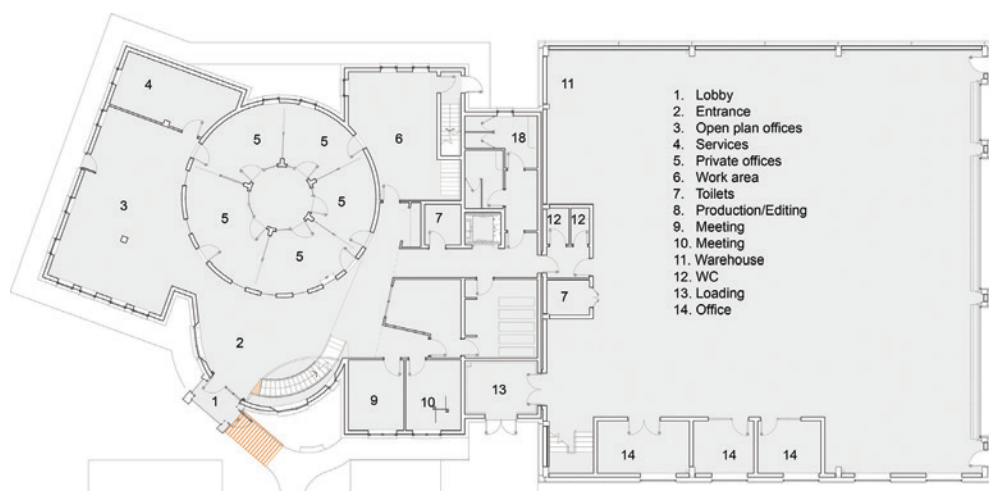 4
5
5
11
6
18
3
5
5
5
7
12
12
7
2
1
9
10
13
14
14
14
1. Lobby
2. Entrance
3. Open plan offices
4. Services
5. Private offices
6. Work area
7. Toilets
8. Production/Editing
9. Meeting
10. Meeting
11. Warehouse
12. WC
13. Loading
14. Office